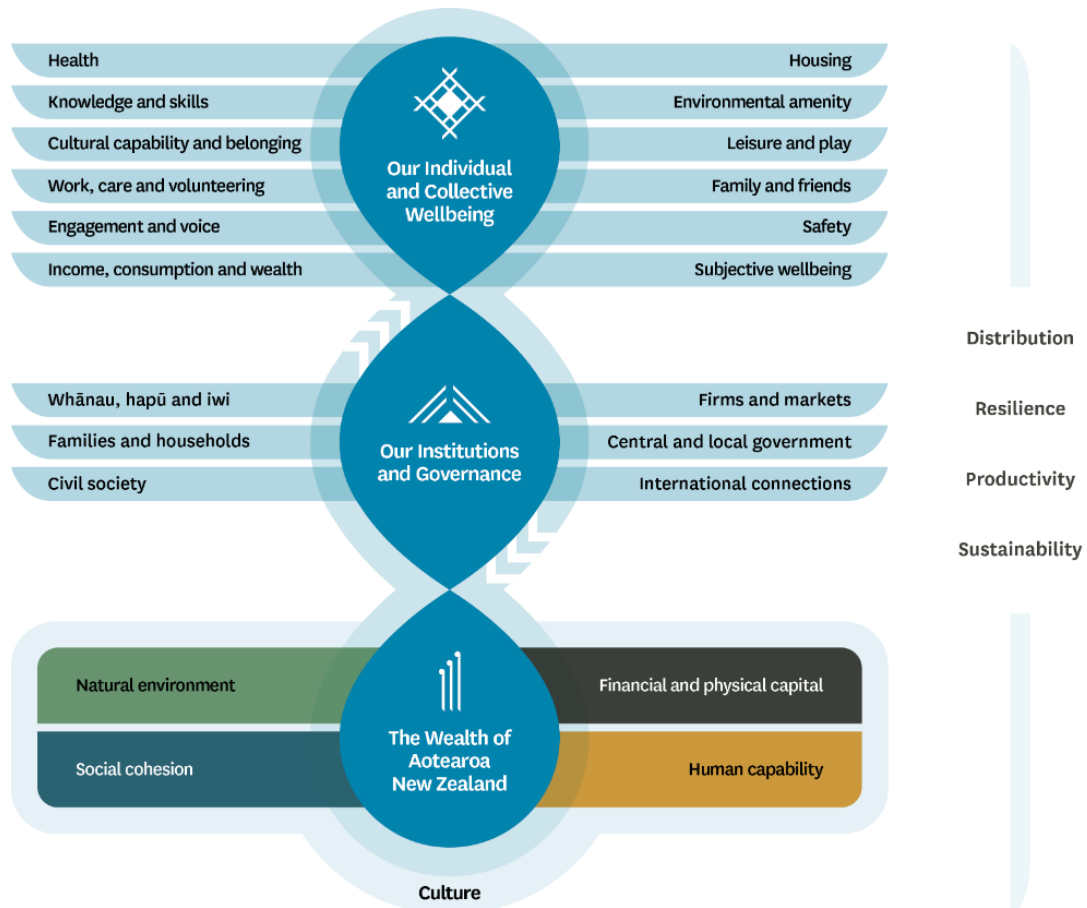 Health
Knowledge and skills
Cultural capability and belonging
Work, care and volunteering
Engagement and voice
Income, consumption and wealth
Our Individual
and Collective
Wellbeing
Housing
Environmental amenity
Leisure and play
Family and friends
Safety
Subjective wellbeing
Whānau, hapū and iwi
Families and households
Civil society
Our Institutions
and Governance
Firms and markets
Central and local government
International connections
Natural environment
Social cohesion
The Wealth of
Aotearoa
New Zealand
Financial and physical capital
Human capability
Culture
Distribution
Resilience
Productivity
Sustainability